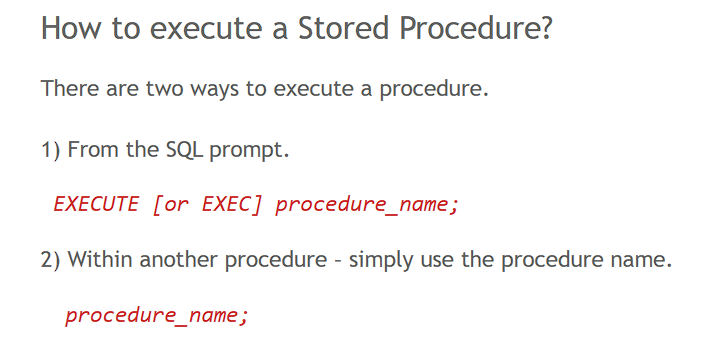 How to execute a Stored Procedure?
There are two ways to execute a procedure.
1) From the SQL prompt.
EXECUTE [or EXEC] procedure_name;
2) Within another procedure – simply use the procedure name.
procedure_name;